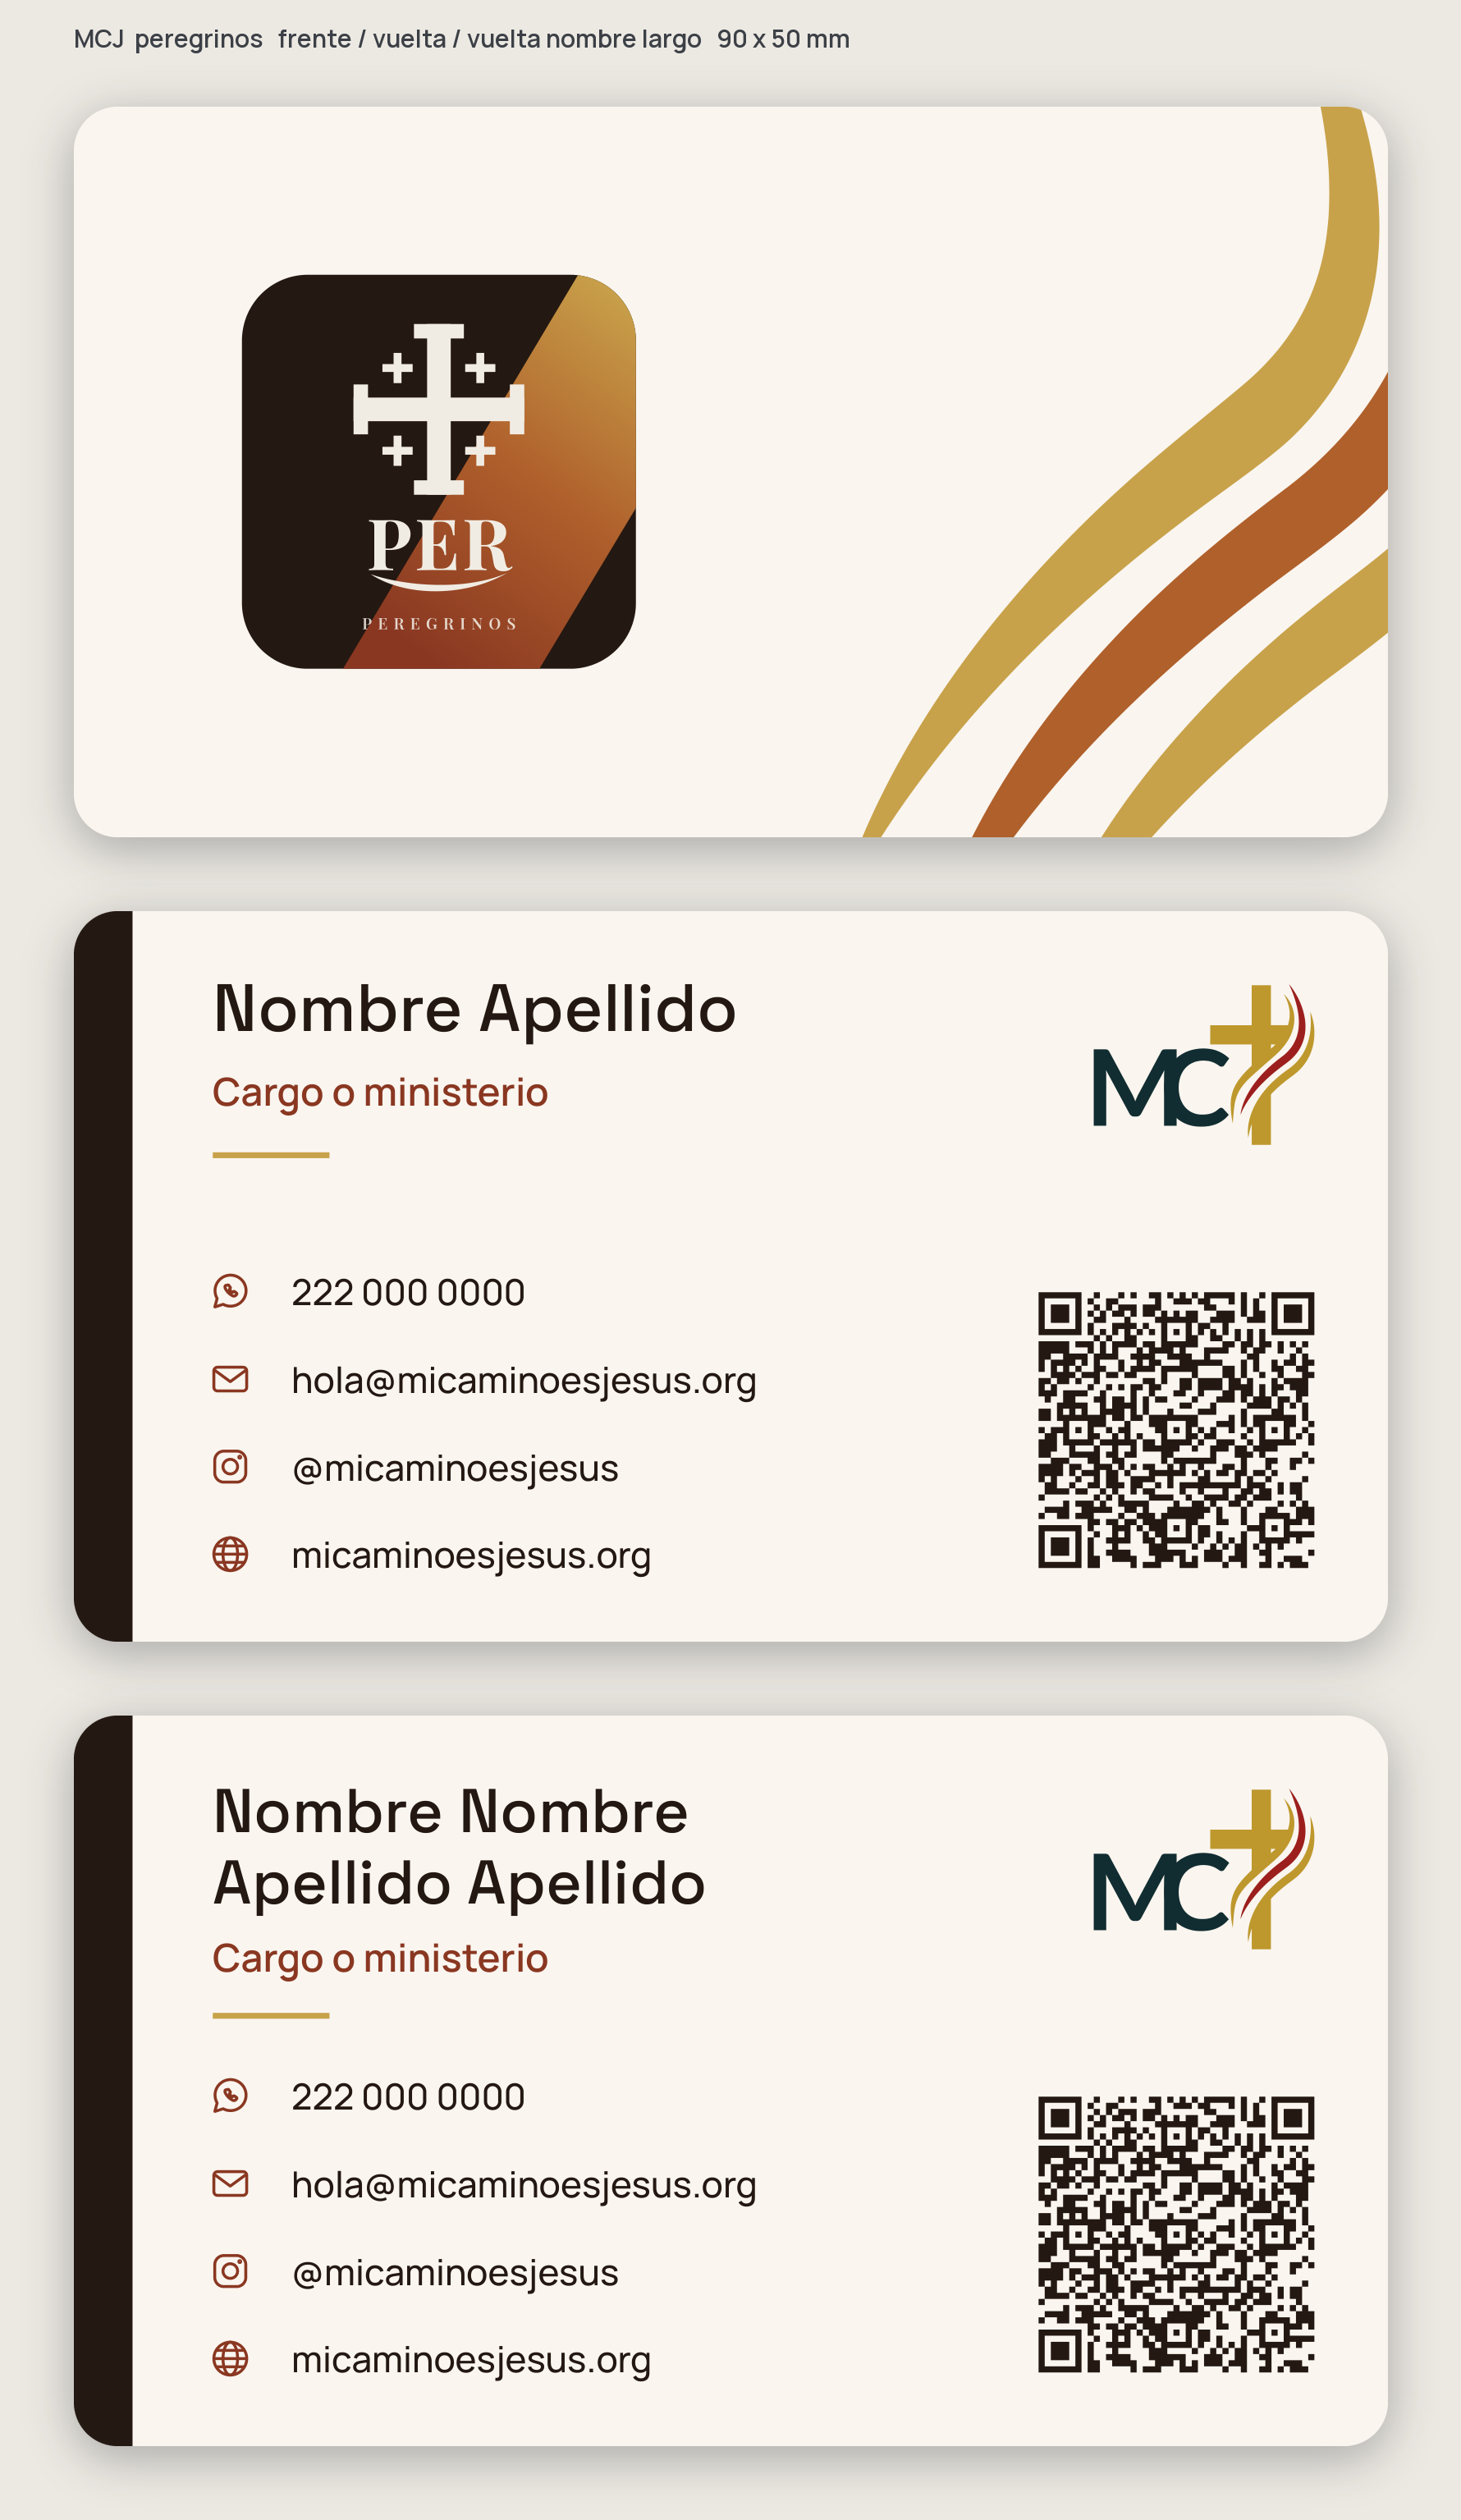 MCJ peregrinos frente / vuelta / vuelta nombre largo 90 x 50 mm
PER
PEREGRINOS
Nombre Apellido
Cargo o ministerio
MC
222 000 0000
hola@micaminoesjesus.org
@micaminoesjesus
micaminoesjesus.org
Nombre Nombre
Apellido Apellido
Cargo o ministerio
MC
222 000 0000
hola@micaminoesjesus.org
@micaminoesjesus
micaminoesjesus.org